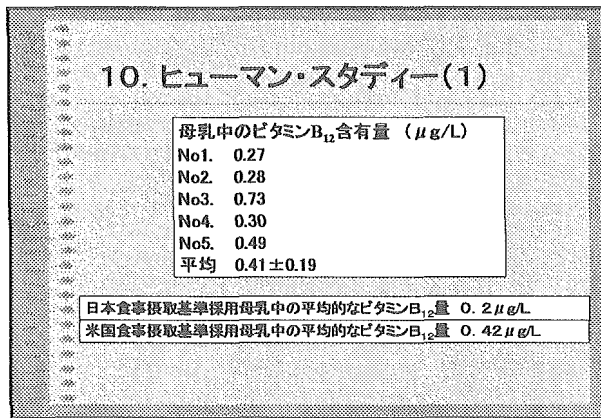 10. ヒューマン・スタディー(1)
母乳中のビタミンB12含有量 (μg/L)
No1. 0.27
No2. 0.28
No3. 0.73
No4. 0.30
No5. 0.49
平均 0.41±0.19
日本食事摂取基準採用母乳中の平均的なビタミンB12量 0.2μg/L
米国食事摂取基準採用母乳中の平均的なビタミンB12量 0.42μg/L